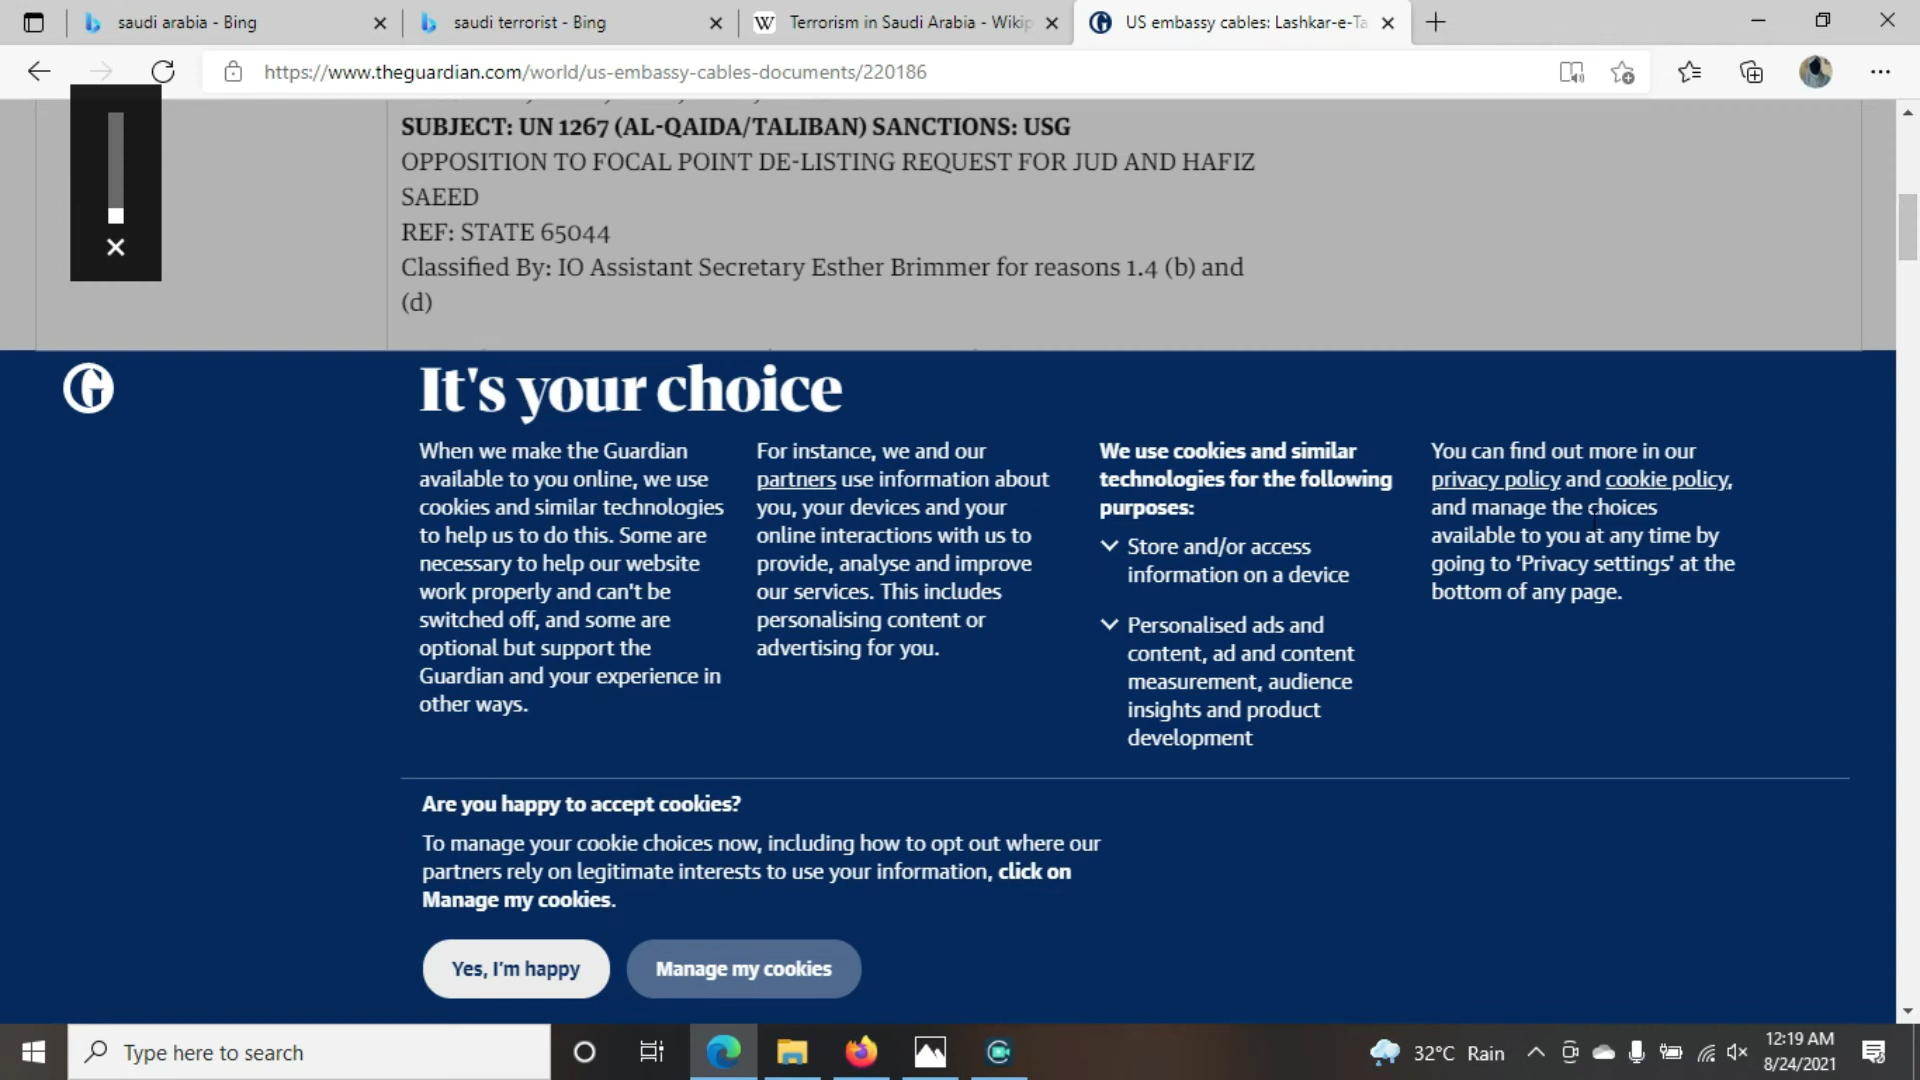 saudi arabia - Bing
saudi terrorist - Bing
Terrorism in Saudi Arabia - Wikip
US embassy cables: Lashkar-e-Ta
https://www.theguardian.com/world/us-embassy-cables-documents/220186
SUBJECT: UN 1267 (AL-QAIDA/TALIBAN) SANCTIONS: USG
OPPOSITION TO FOCAL POINT DE-LISTING REQUEST FOR JUD AND HAFIZ
SAEED
REF: STATE 65044
Classified By: IO Assistant Secretary Esther Brimmer for reasons 1.4 (b) and
(d)
It's your choice
When we make the Guardian
available to you online, we use
cookies and similar technologies
to help us to do this. Some are
necessary to help our website
work properly and can't be
switched off, and some are
optional but support the
Guardian and your experience in
other ways.
For instance, we and our
partners use information about
you, your devices and your
online interactions with us to
provide, analyse and improve
our services. This includes
personalising content or
advertising for you.
We use cookies and similar
technologies for the following
purposes:
Store and/or access
information on a device
Personalised ads and
content, ad and content
measurement, audience
insights and product
development
You can find out more in our
privacy policy and cookie policy,
and manage the choices
available to you at any time by
going to ‘Privacy settings’ at the
bottom of any page.
Are you happy to accept cookies?
To manage your cookie choices now, including how to opt out where our
partners rely on legitimate interests to use your information, click on
Manage my cookies.
Yes, I’m happy
Manage my cookies
Type here to search
32°C Rain
12:19 AM
8/24/2021